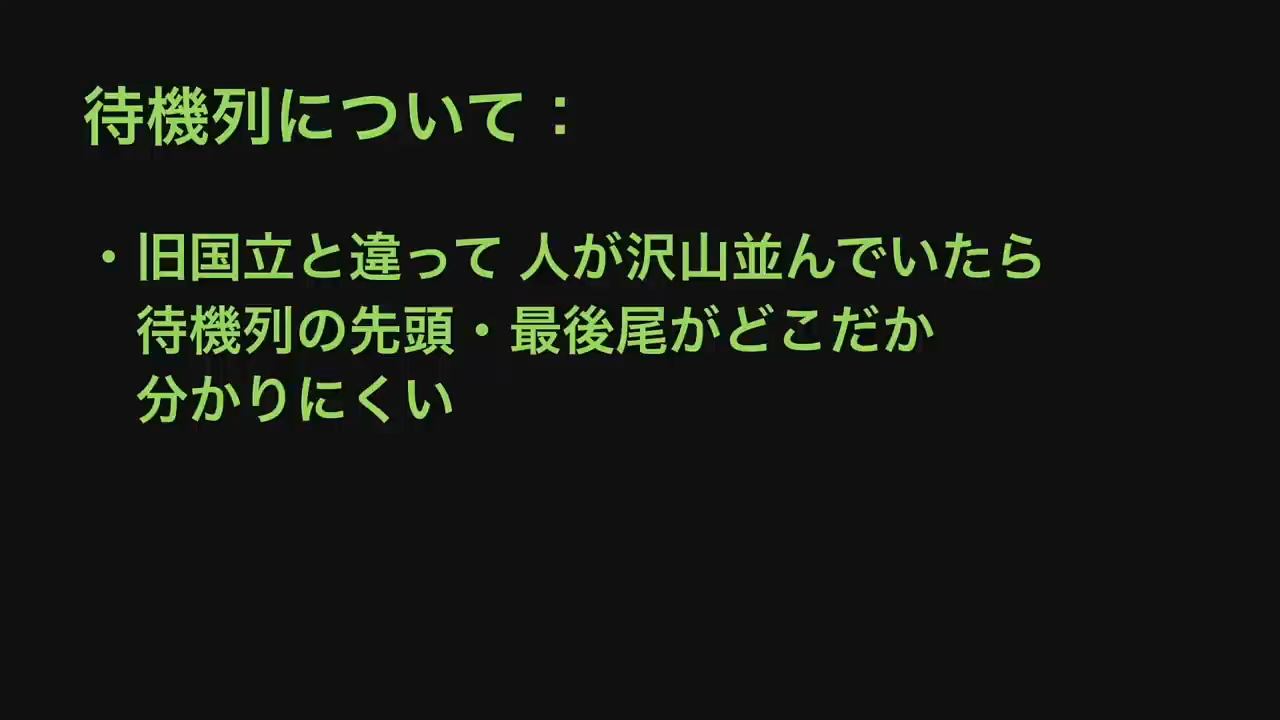 待機列について：
・旧国立と違って 人が沢山並んでいたら
待機列の先頭・最後尾がどこだか
分かりにくい